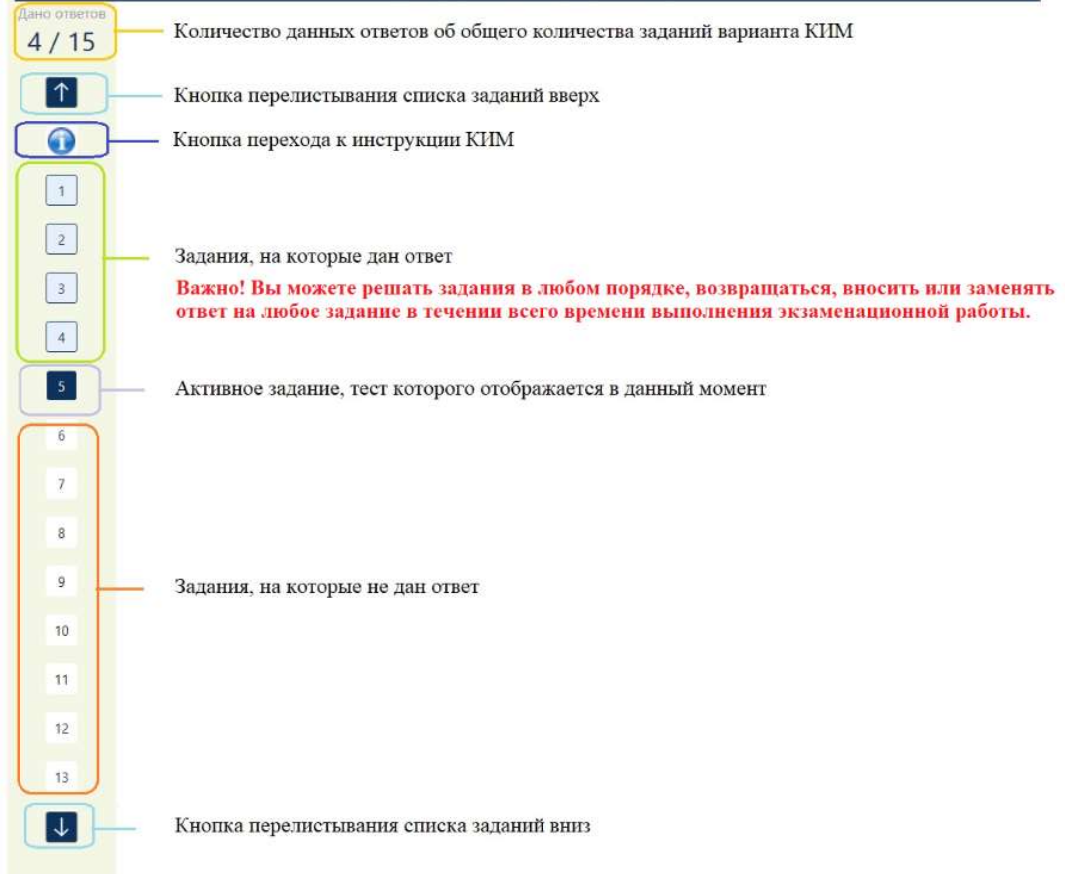 Дано ответов
4 / 15
Количество данных ответов об общего количества заданий варианта КИМ
↑
Кнопка перелистывания списка заданий вверх
i
Кнопка перехода к инструкции КИМ
1
2
Задания, на которые дан ответ
3
Важно! Вы можете решать задания в любом порядке, возвращаться, вносить или заменять
ответ на любое задание в течении всего времени выполнения экзаменационной работы.
4
5
Активное задание, тест которого отображается в данный момент
6
7
8
9
Задания, на которые не дан ответ
10
11
12
13
↓
Кнопка перелистывания списка заданий вниз